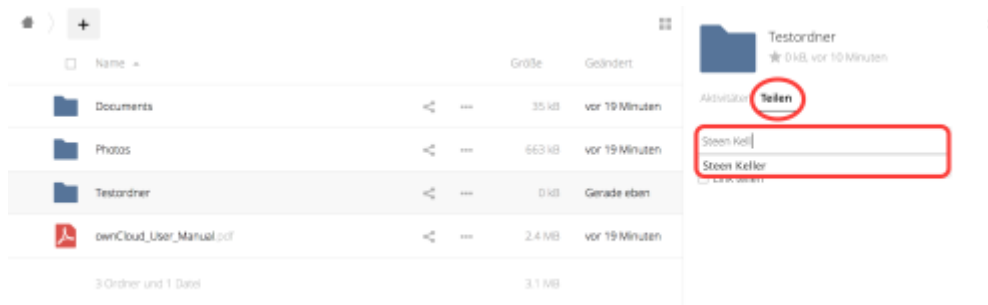 +
Name Größe Geändert
Documents 35 kB vor 19 Minuten
Photos 663 kB vor 19 Minuten
Testordner 0 kB Gerade eben
ownCloud_User_Manual.pdf 2.4 MB vor 19 Minuten
3 Ordner und 1 Datei 3.1 MB
Testordner
0 kB, vor 10 Minuten
Aktivitäten Teilen
Steen Kell
Steen Keller
Link teilen